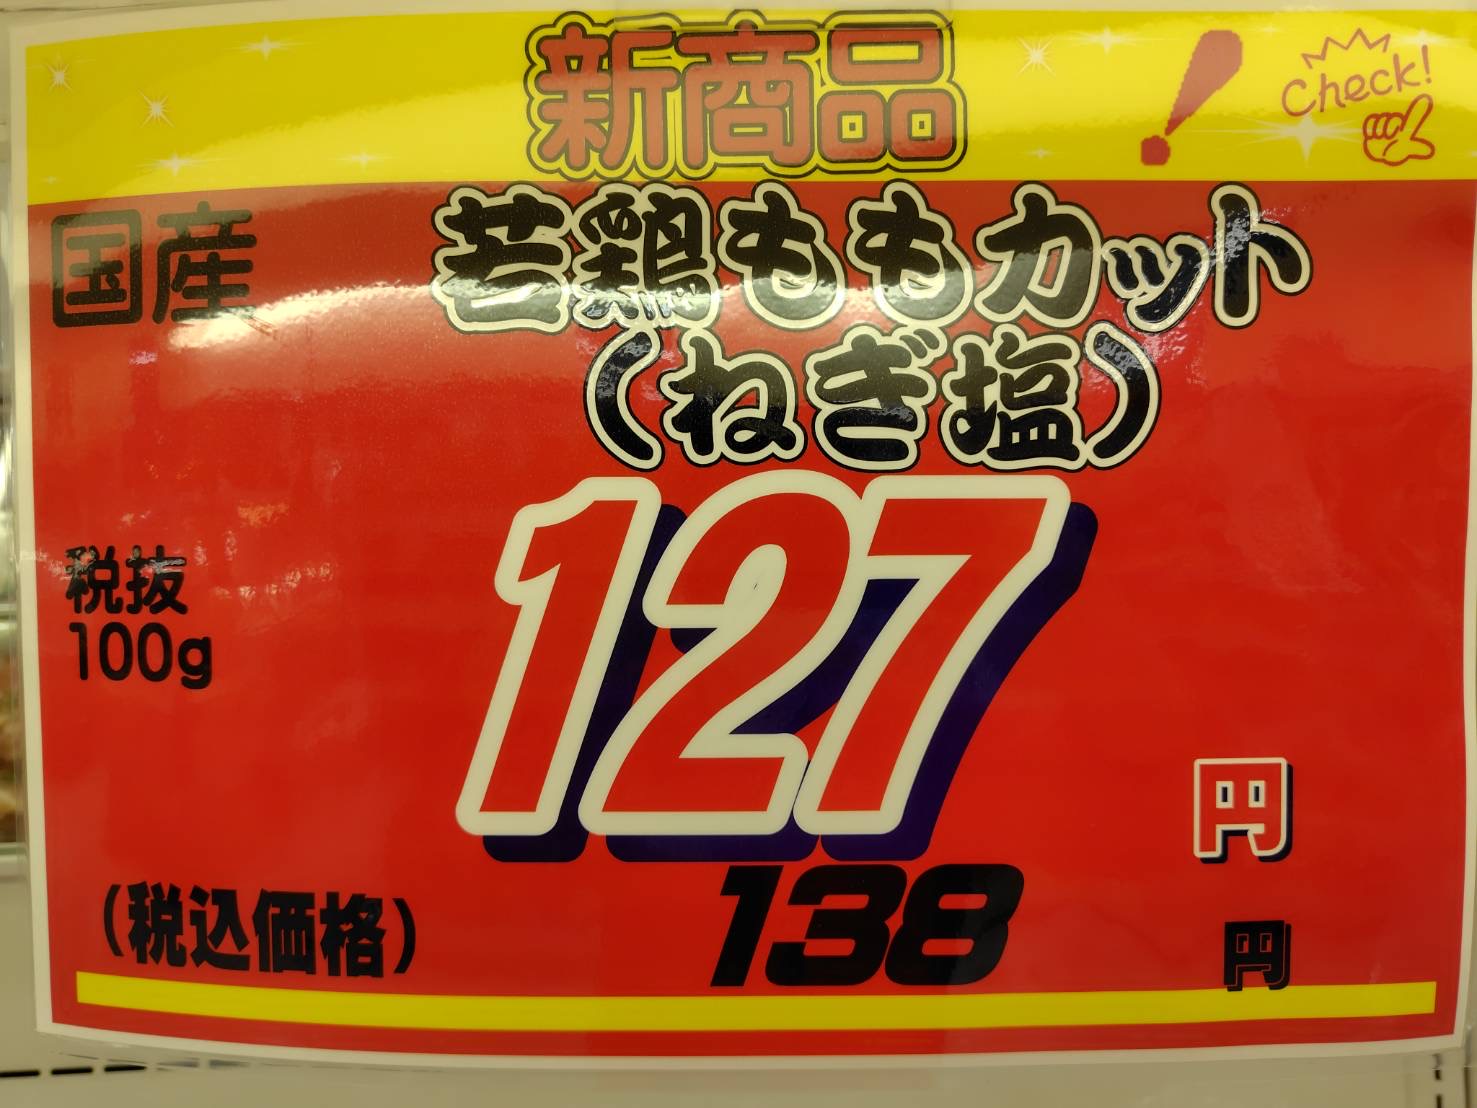 新商品
Check!
国産
若鶏ももカット
(ねぎ塩)
税抜
100g
127
円
(税込価格)
138
円